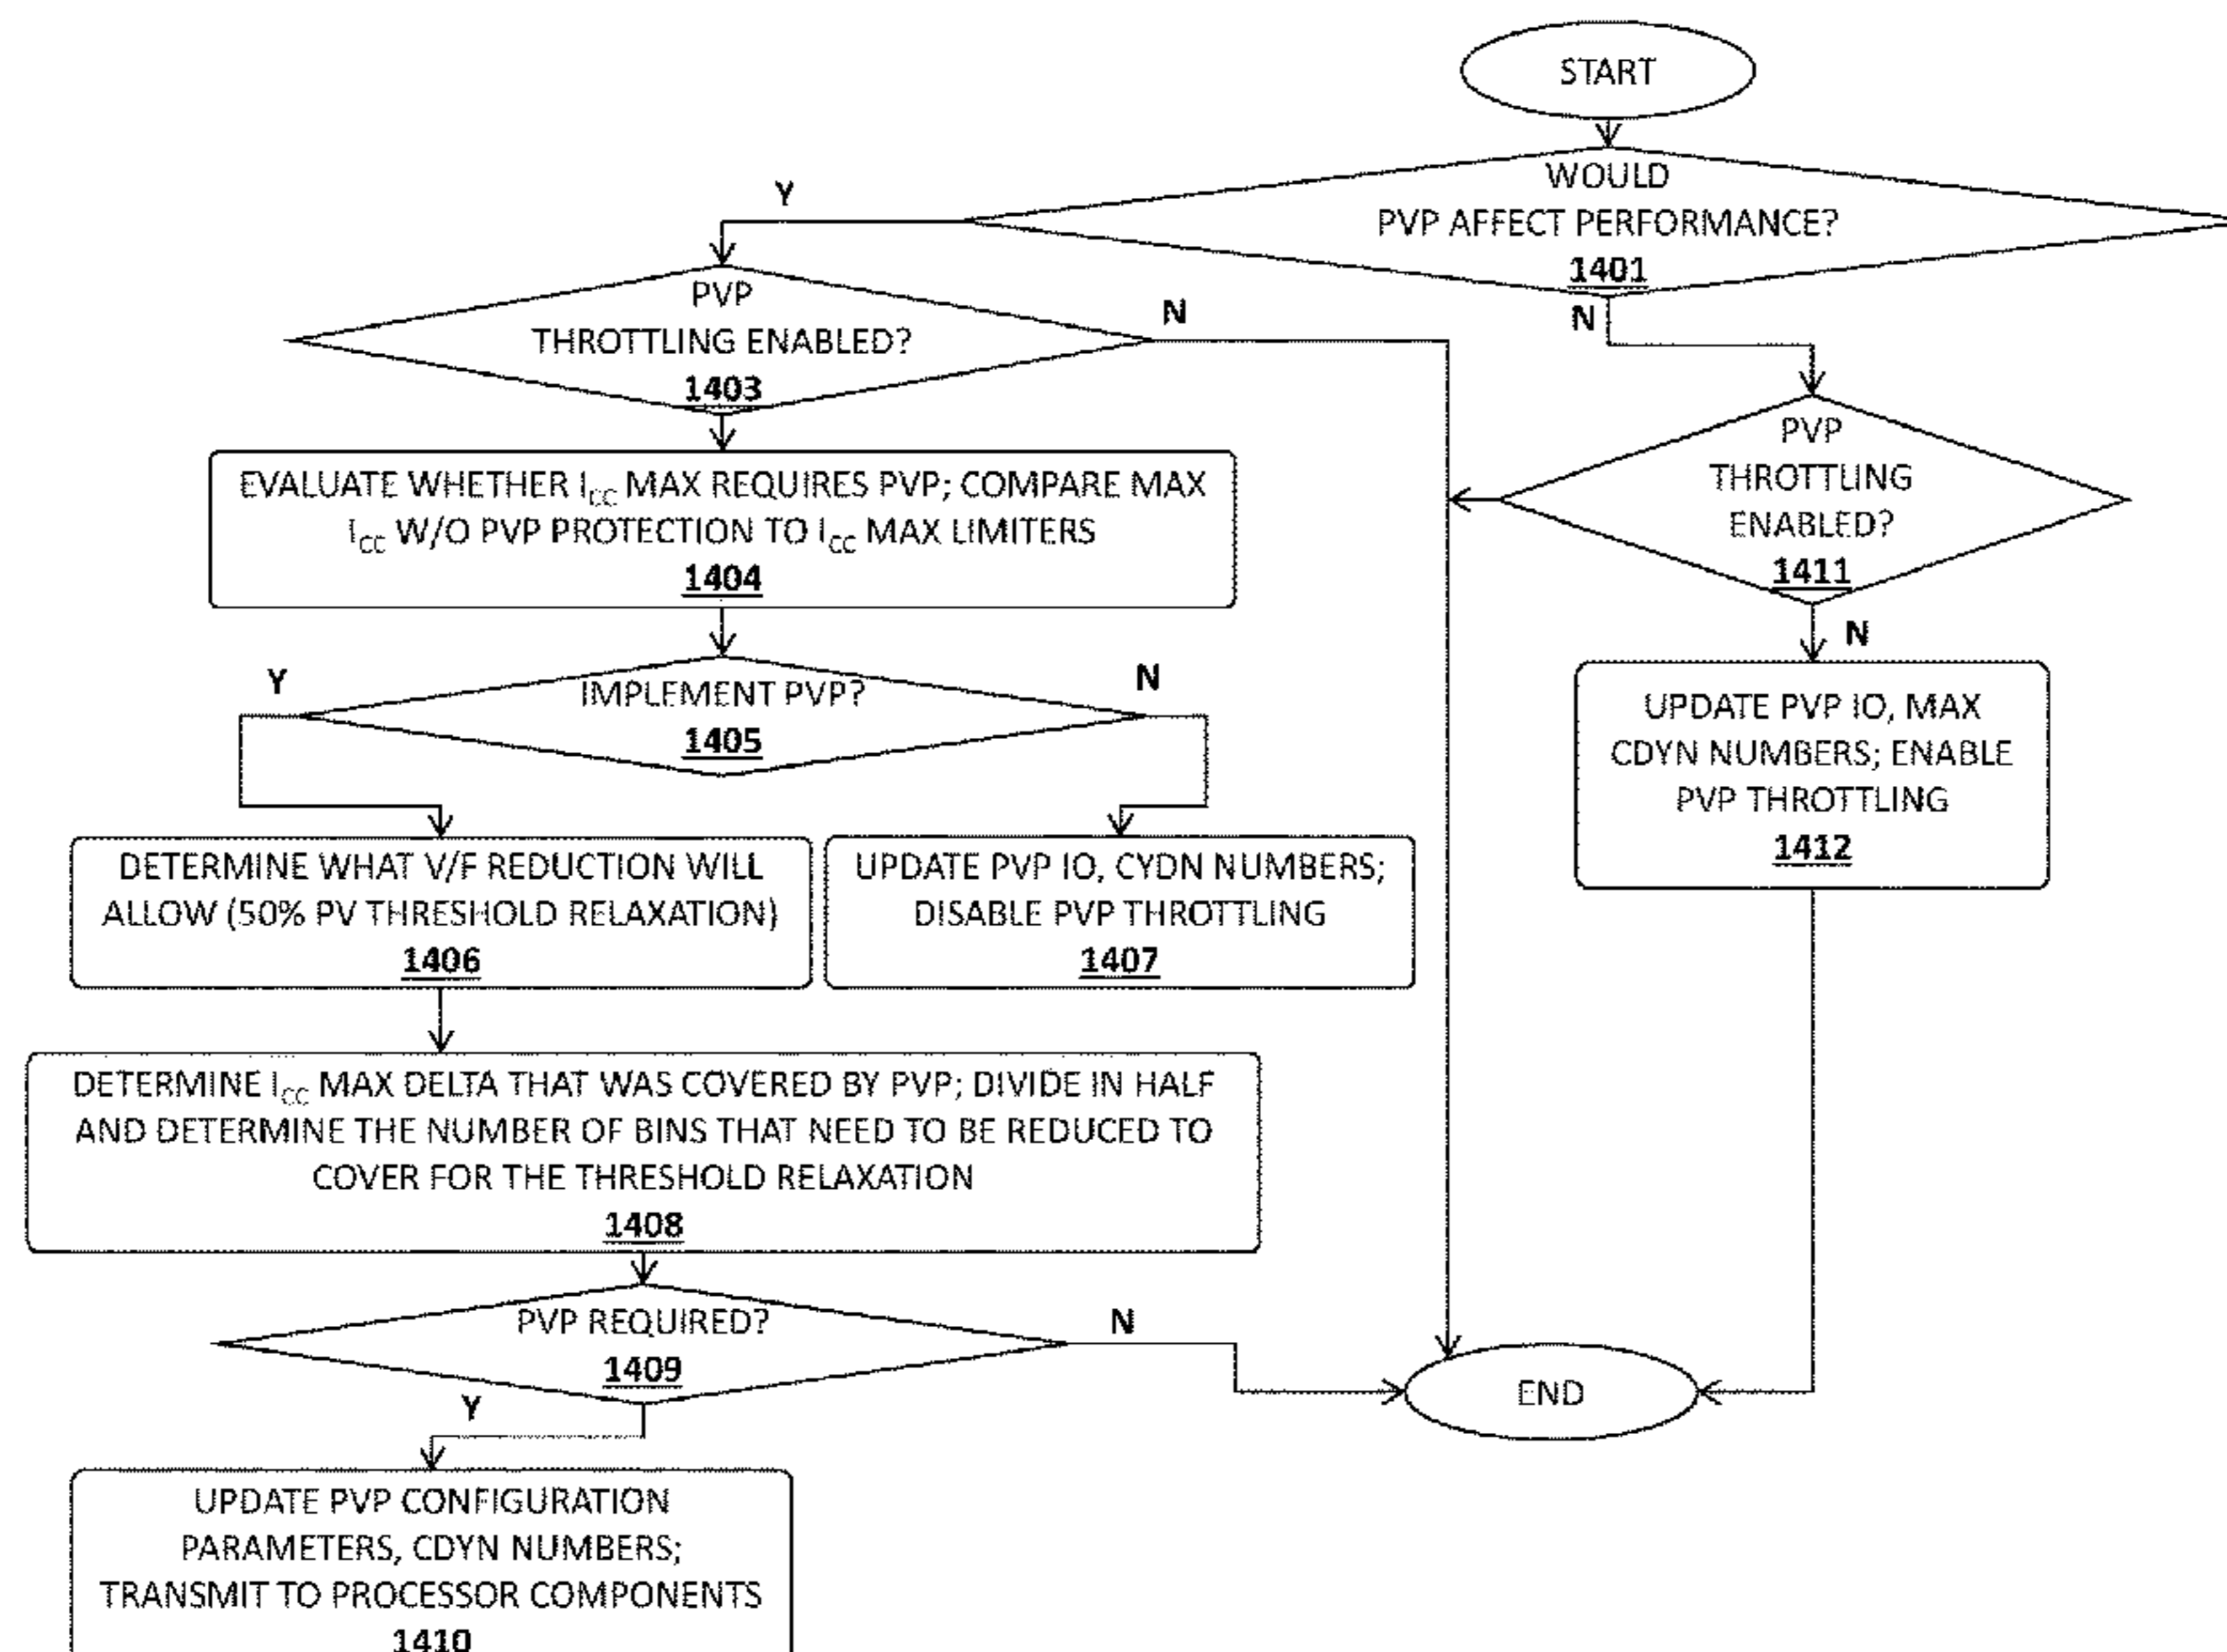 START
WOULD
PVP AFFECT PERFORMANCE?
1401
Y
N
PVP
THROTTLING ENABLED?
1403
N
PVP
THROTTLING
ENABLED?
1411
N
EVALUATE WHETHER ICC MAX REQUIRES PVP; COMPARE MAX
ICC W/O PVP PROTECTION TO ICC MAX LIMITERS
1404
IMPLEMENT PVP?
1405
Y
N
UPDATE PVP IO, MAX
CDYN NUMBERS; ENABLE
PVP THROTTLING
1412
DETERMINE WHAT V/F REDUCTION WILL
ALLOW (50% PV THRESHOLD RELAXATION)
1406
UPDATE PVP IO, CYDN NUMBERS;
DISABLE PVP THROTTLING
1407
DETERMINE ICC MAX DELTA THAT WAS COVERED BY PVP; DIVIDE IN HALF
AND DETERMINE THE NUMBER OF BINS THAT NEED TO BE REDUCED TO
COVER FOR THE THRESHOLD RELAXATION
1408
PVP REQUIRED?
1409
N
Y
END
UPDATE PVP CONFIGURATION
PARAMETERS, CDYN NUMBERS;
TRANSMIT TO PROCESSOR COMPONENTS
1410